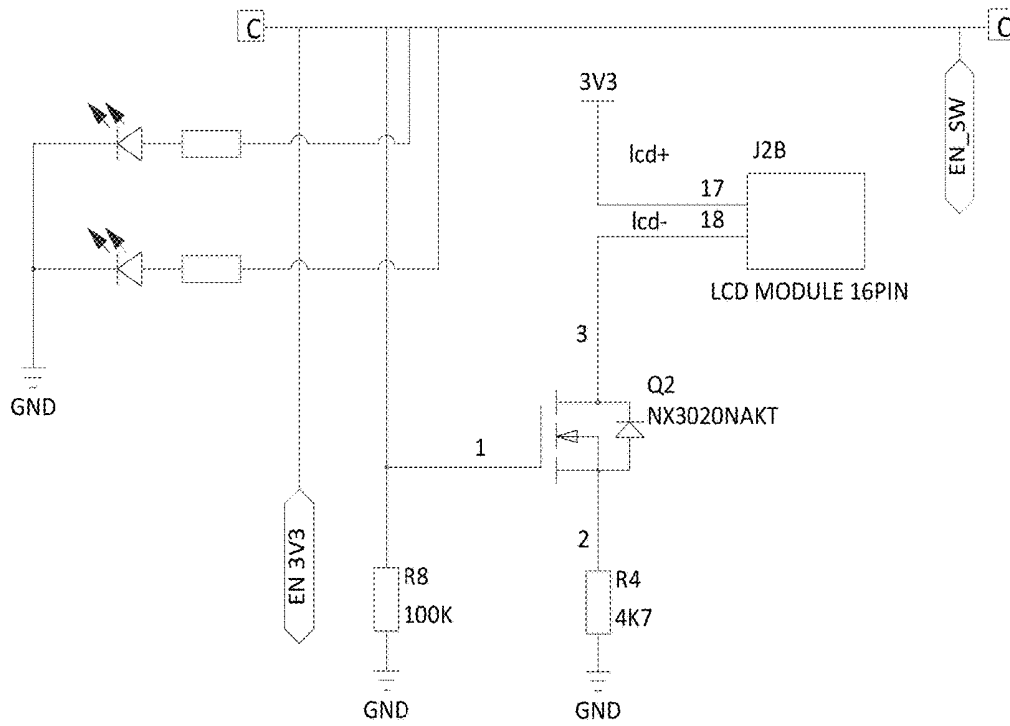 C
C
3V3
EN_SW
lcd+
J2B
17
lcd-
18
LCD MODULE 16PIN
3
GND
Q2
NX3020NAKT
1
EN 3V3
2
R8
100K
R4
4K7
GND
GND